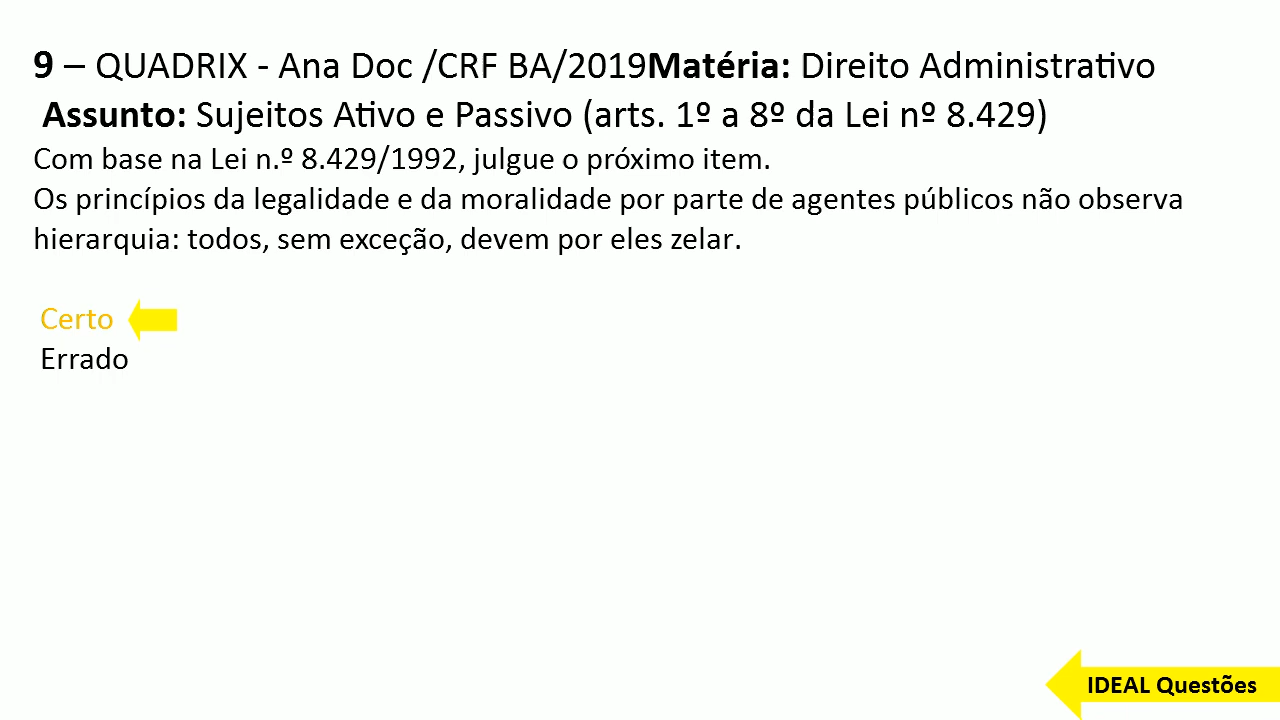 9 – QUADRIX - Ana Doc /CRF BA/2019Matéria: Direito Administrativo
Assunto: Sujeitos Ativo e Passivo (arts. 1º a 8º da Lei nº 8.429)
Com base na Lei n.º 8.429/1992, julgue o próximo item.
Os princípios da legalidade e da moralidade por parte de agentes públicos não observa
hierarquia: todos, sem exceção, devem por eles zelar.
Certo
Errado
IDEAL Questões